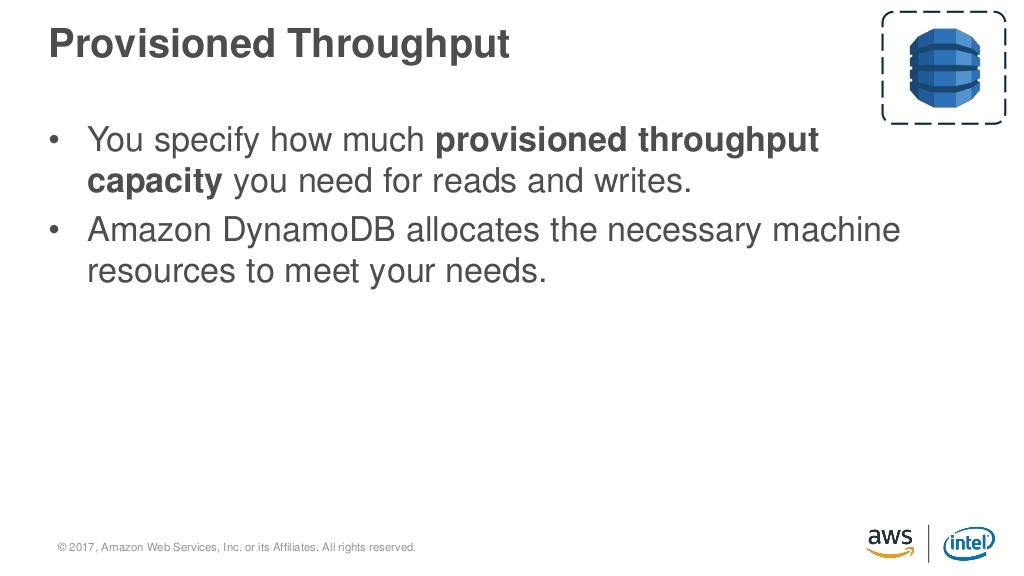 Provisioned Throughput
• You specify how much provisioned throughput
capacity you need for reads and writes.
• Amazon DynamoDB allocates the necessary machine
resources to meet your needs.
© 2017, Amazon Web Services, Inc. or its Affiliates. All rights reserved.
aws
intel